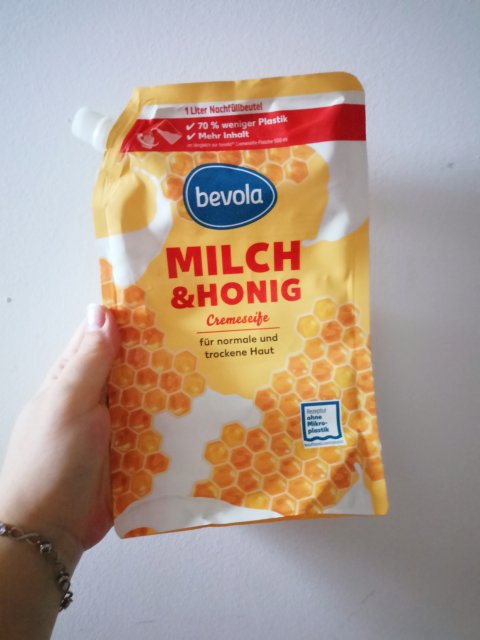 1 Liter Nachfüllbeutel
✔ 70 % weniger Plastik
✔ Mehr Inhalt
bevola
MILCH
&HONIG
Cremeseife
für normale und
trockene Haut
Rezeptur
ohne
Mikro-
plastik